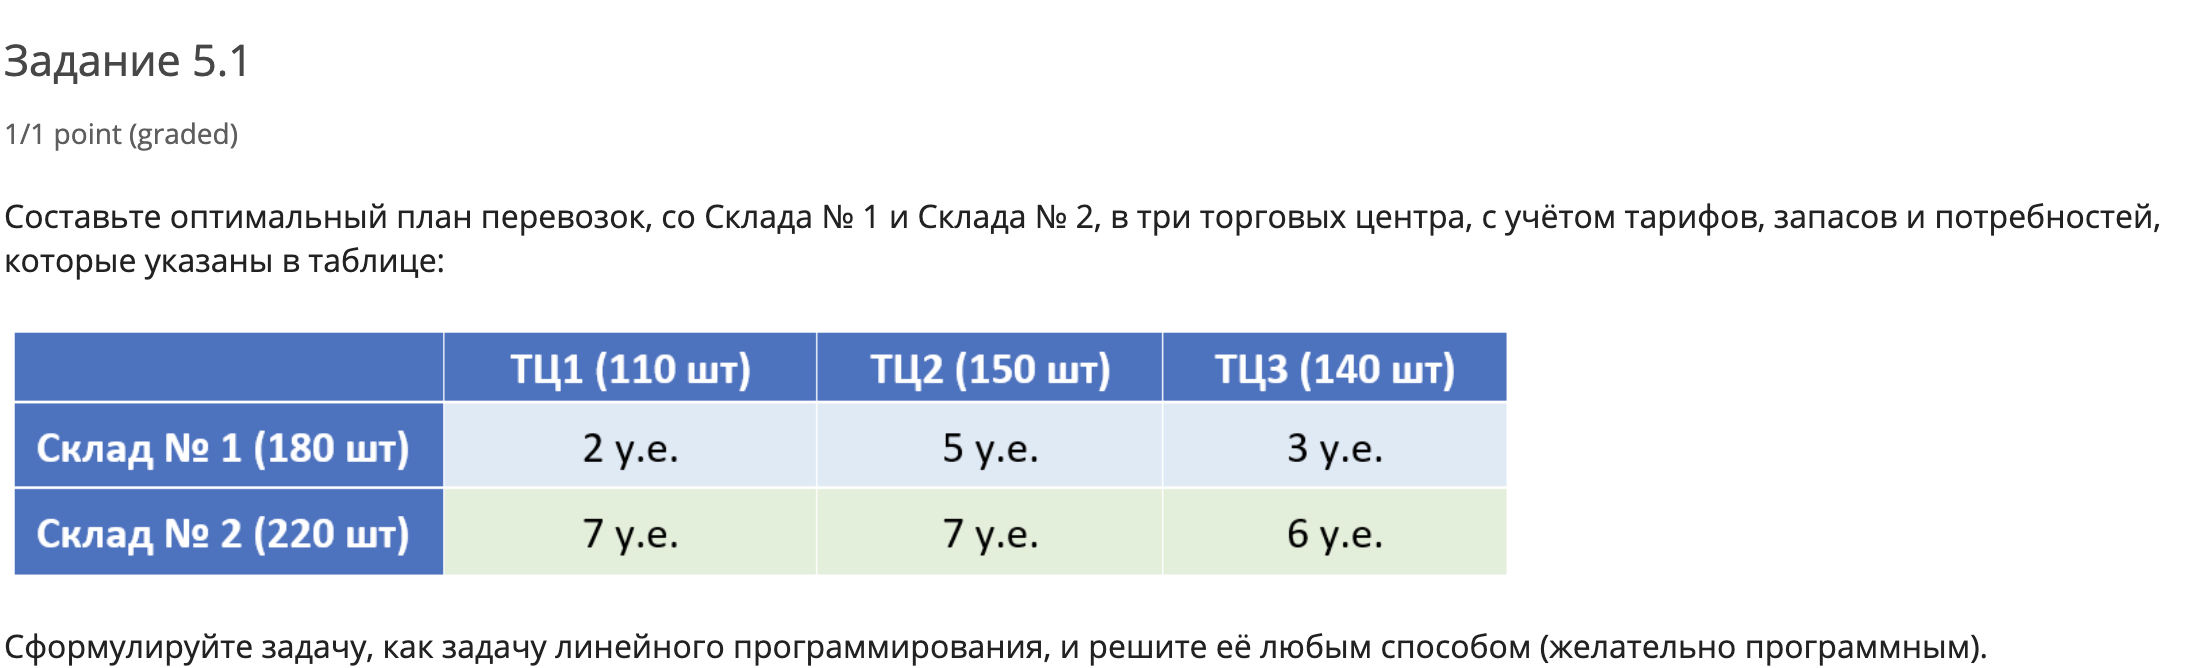 Задание 5.1
1/1 point (graded)
Составьте оптимальный план перевозок, со Склада № 1 и Склада № 2, в три торговых центра, с учётом тарифов, запасов и потребностей,
которые указаны в таблице:
ТЦ1 (110 шт) ТЦ2 (150 шт) ТЦ3 (140 шт)
Склад № 1 (180 шт) 2 у.е. 5 у.е. 3 у.е.
Склад № 2 (220 шт) 7 у.е. 7 у.е. 6 у.е.
Сформулируйте задачу, как задачу линейного программирования, и решите её любым способом (желательно программным).